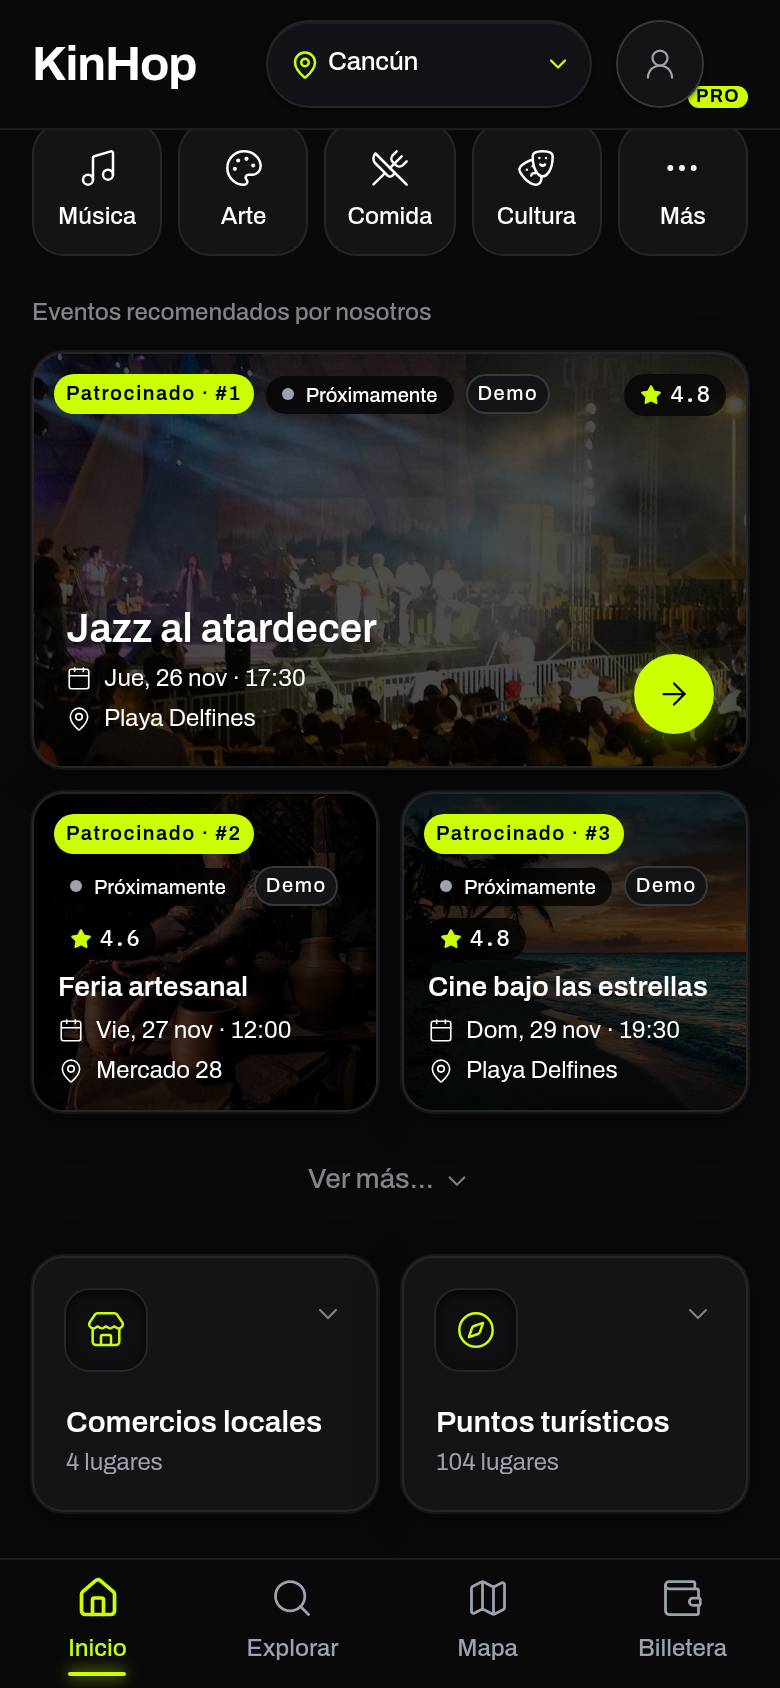 KinHop
Cancún
PRO
Música
Arte
Comida
Cultura
Más
Eventos recomendados por nosotros
Patrocinado · #1
Próximamente
Demo
4.8
Jazz al atardecer
Jue, 26 nov · 17:30
Playa Delfines
Patrocinado · #2
Próximamente
Demo
4.6
Feria artesanal
Vie, 27 nov · 12:00
Mercado 28
Patrocinado · #3
Próximamente
Demo
4.8
Cine bajo las estrellas
Dom, 29 nov · 19:30
Playa Delfines
Ver más...
Comercios locales
4 lugares
Puntos turísticos
104 lugares
Inicio
Explorar
Mapa
Billetera